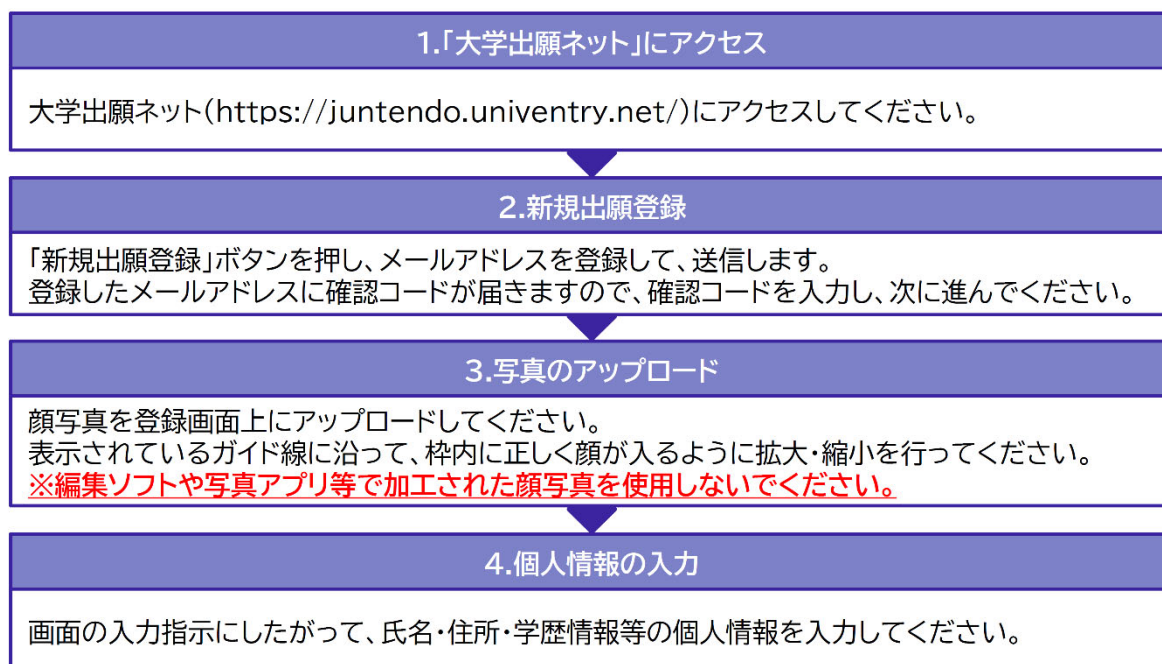 1.「大学出願ネット」にアクセス
大学出願ネット(https://juntendo.univentry.net/)にアクセスしてください。
2.新規出願登録
「新規出願登録」ボタンを押し、メールアドレスを登録して、送信します。
登録したメールアドレスに確認コードが届きますので、確認コードを入力し、次に進んでください。
3.写真のアップロード
顔写真を登録画面上にアップロードしてください。
表示されているガイド線に沿って、枠内に正しく顔が入るように拡大・縮小を行ってください。
※編集ソフトや写真アプリ等で加工された顔写真を使用しないでください。
4.個人情報の入力
画面の入力指示にしたがって、氏名・住所・学歴情報等の個人情報を入力してください。